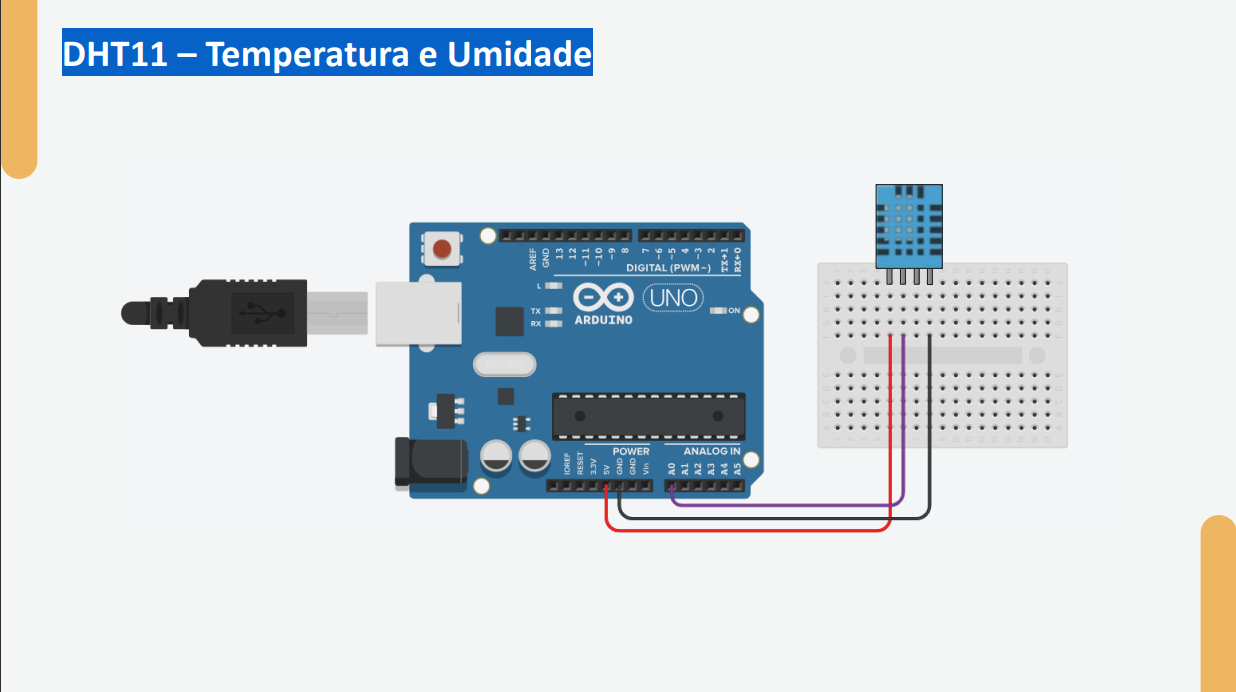 DHT11 – Temperatura e Umidade
AREF
GND
13
12
~11
~10
~9
8
7
~6
~5
4
~3
2
TX→1
RX←0
DIGITAL (PWM~)
L
TX
RX
UNO
ON
ARDUINO
POWER
ANALOG IN
IOREF
RESET
3.3V
5V
GND
GND
Vin
A0
A1
A2
A3
A4
A5